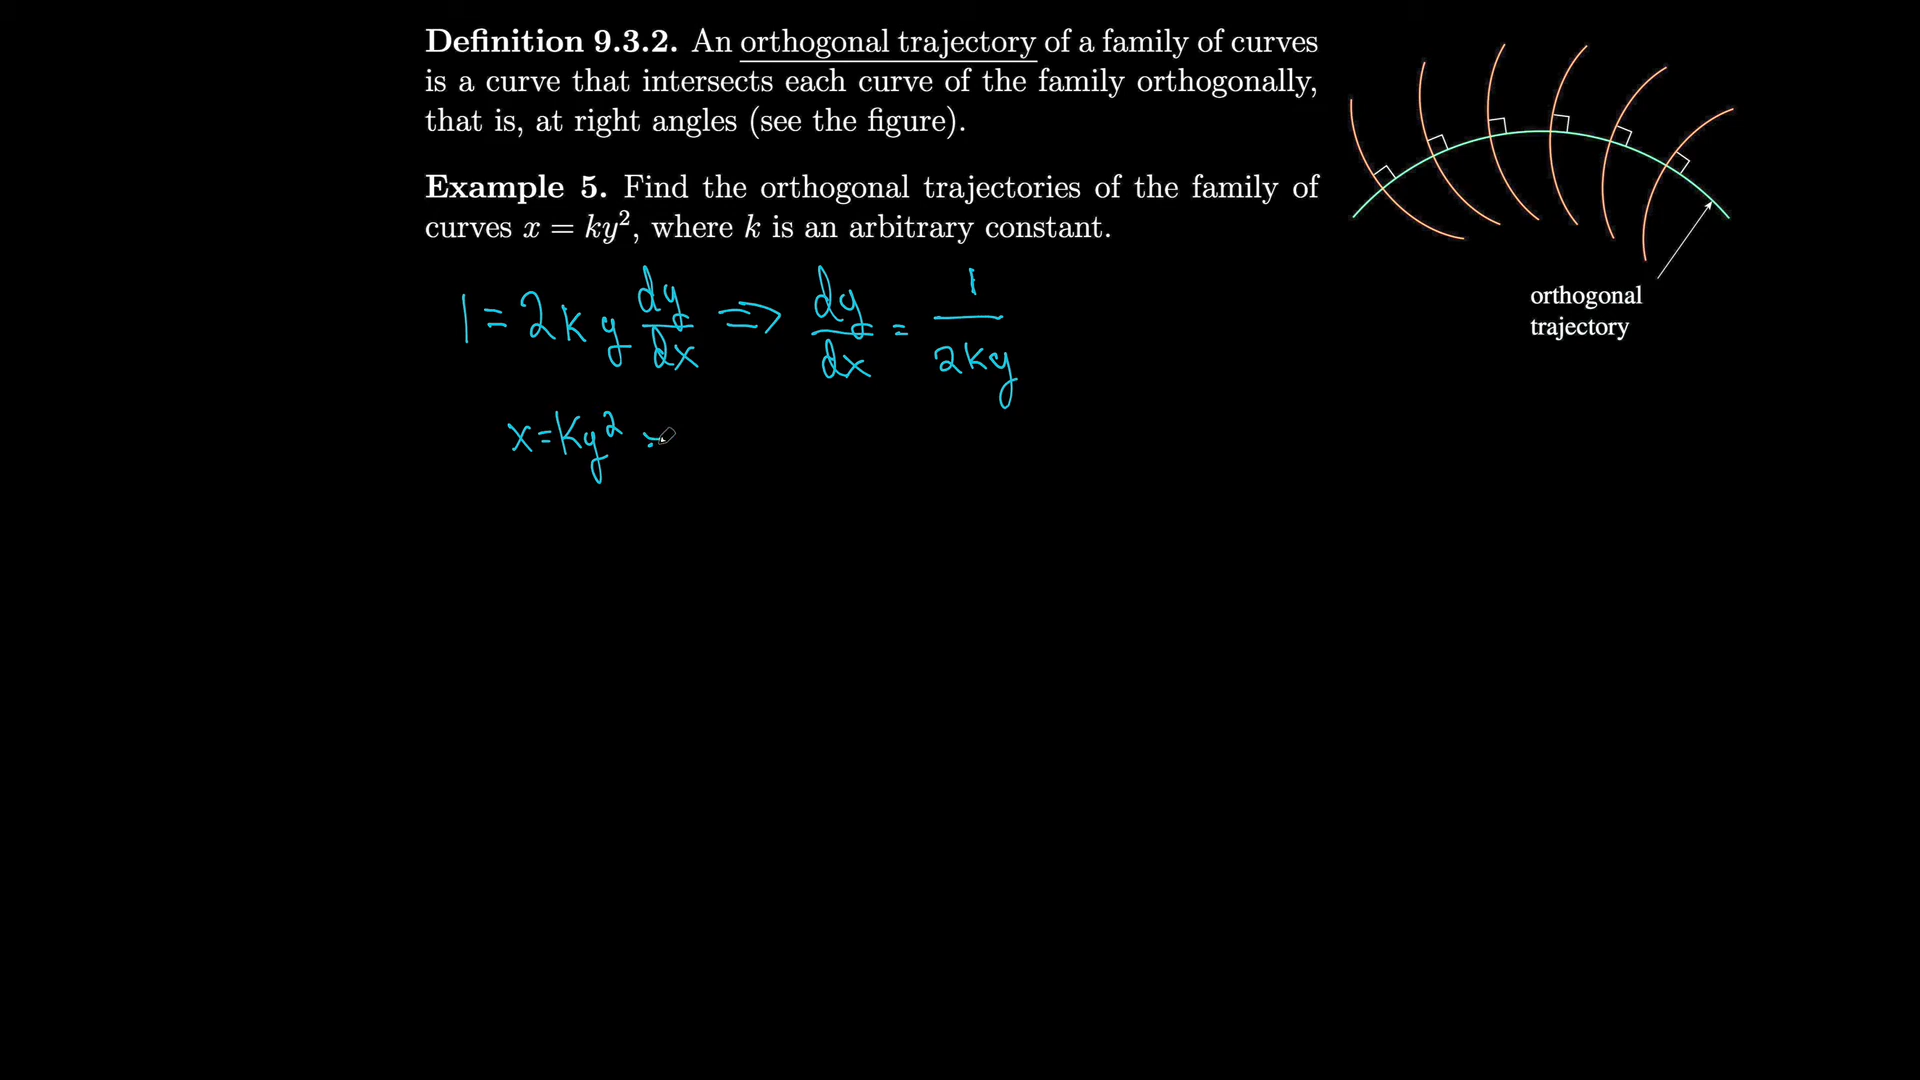 Definition 9.3.2. An orthogonal trajectory of a family of curves
is a curve that intersects each curve of the family orthogonally,
that is, at right angles (see the figure).
Example 5. Find the orthogonal trajectories of the family of
curves x = ky², where k is an arbitrary constant.
orthogonal
trajectory
1 = 2ky dy/dx ⇒ dy/dx = 1/2ky
x = ky²